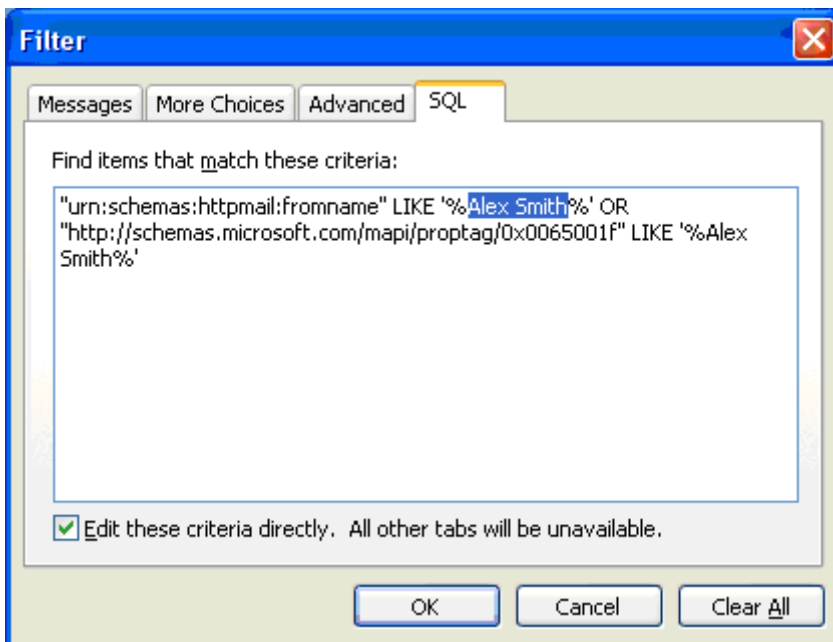 Filter
Messages More Choices Advanced SQL
Find items that match these criteria:
"urn:schemas:httpmail:fromname" LIKE '%Alex Smith%' OR
"http://schemas.microsoft.com/mapi/proptag/0x0065001f" LIKE '%Alex
Smith%'
Edit these criteria directly.  All other tabs will be unavailable.
OK Cancel Clear All